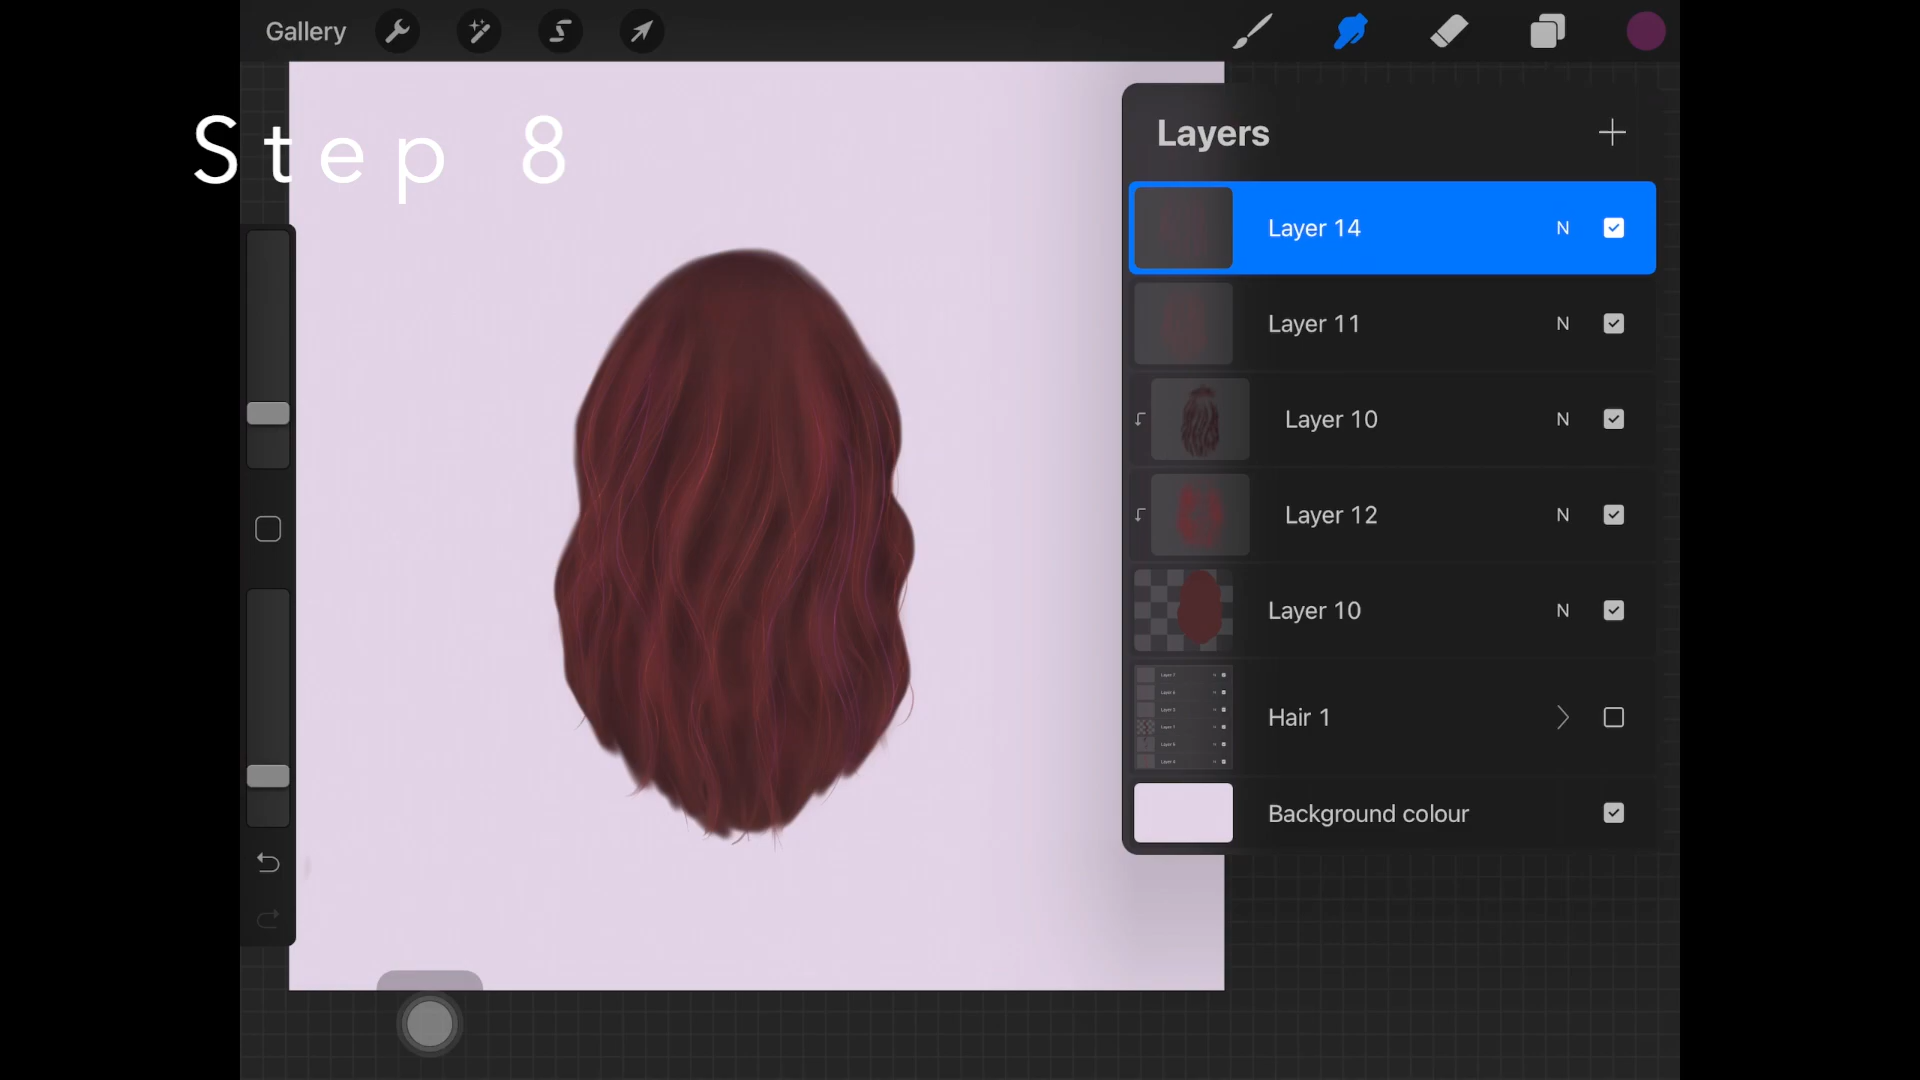 Gallery
Step 8
Layers
Layer 14 N
Layer 11 N
Layer 10 N
Layer 12 N
Layer 10 N
Hair 1
Background colour